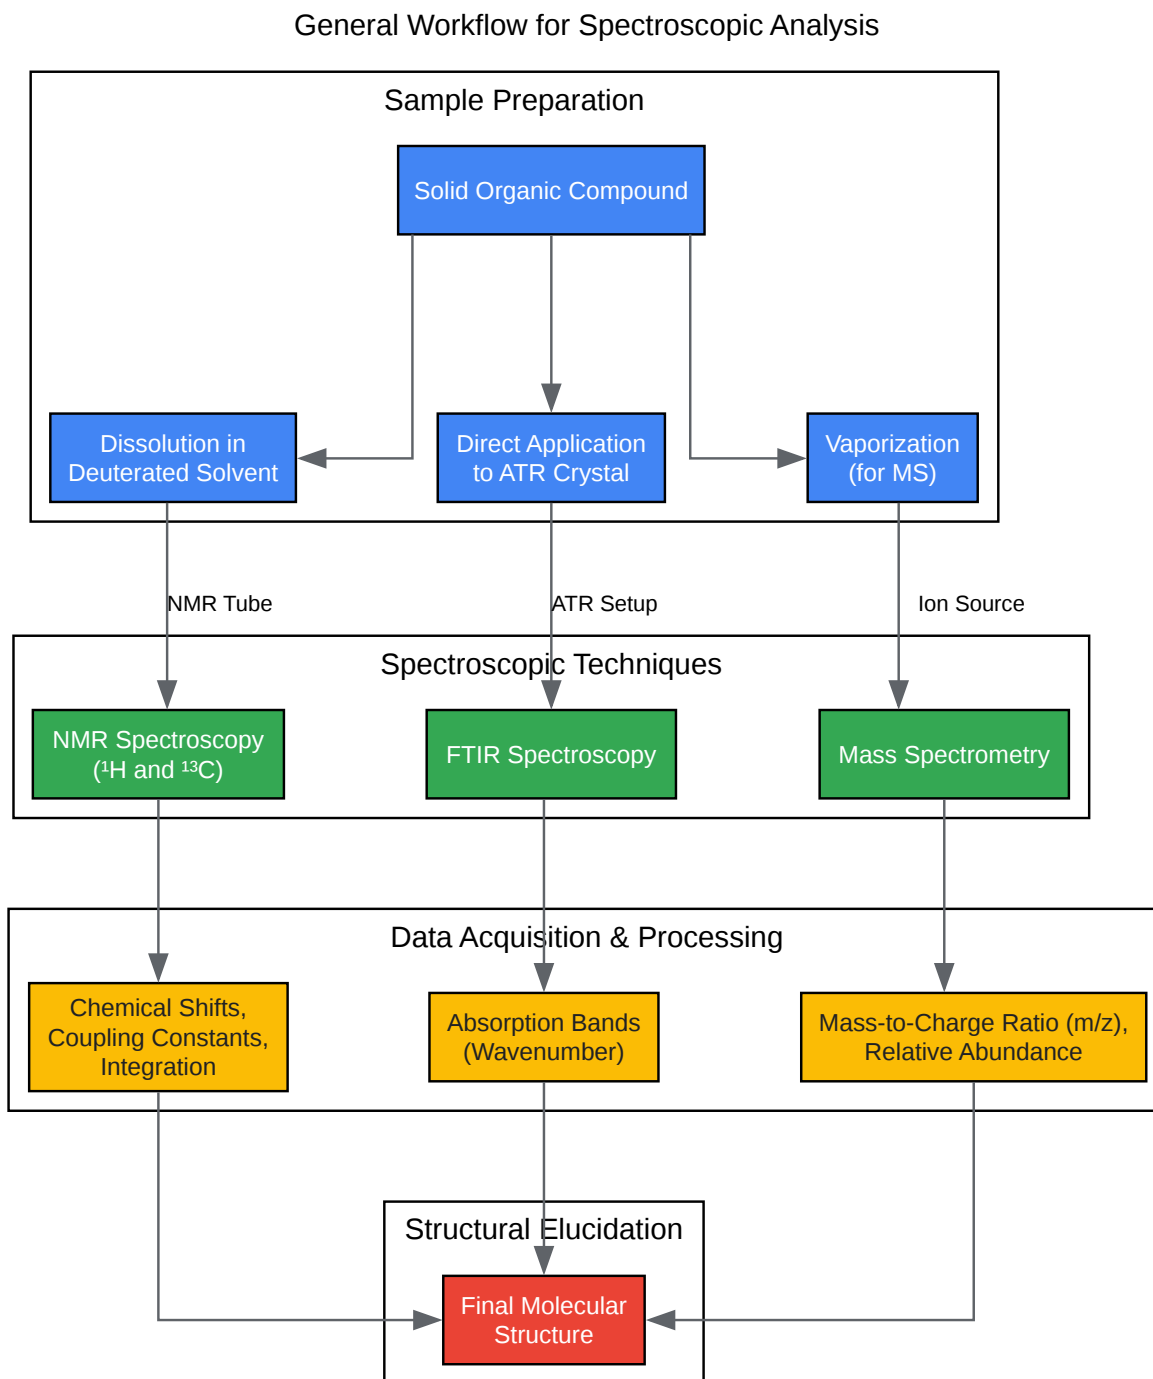 General Workflow for Spectroscopic Analysis
Sample Preparation
Solid Organic Compound
Dissolution in
Deuterated Solvent
Direct Application
to ATR Crystal
Vaporization
(for MS)
NMR Tube
ATR Setup
Ion Source
Spectroscopic Techniques
NMR Spectroscopy
(¹H and ¹³C)
FTIR Spectroscopy
Mass Spectrometry
Data Acquisition & Processing
Chemical Shifts,
Coupling Constants,
Integration
Absorption Bands
(Wavenumber)
Mass-to-Charge Ratio (m/z),
Relative Abundance
Structural Elucidation
Final Molecular
Structure